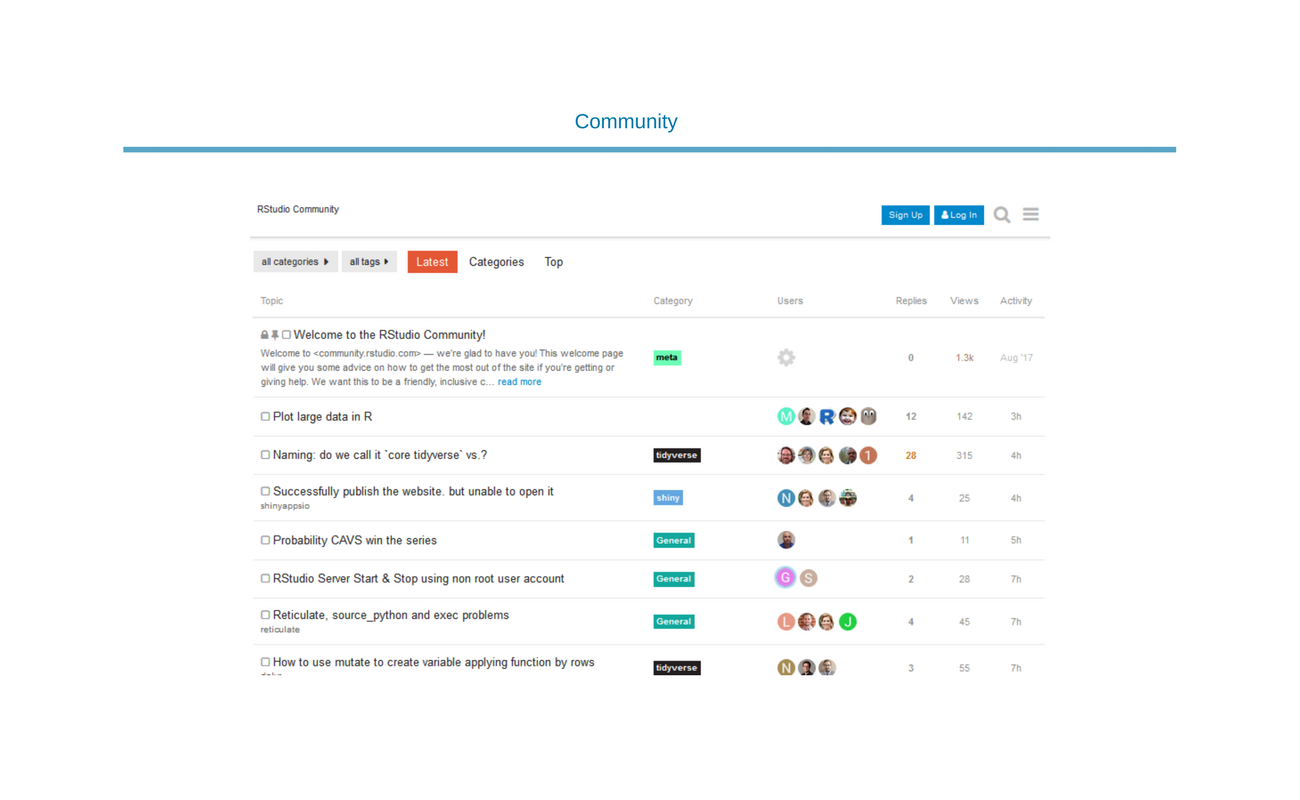 Community
RStudio Community
Sign Up
Log In
all categories
all tags
Latest
Categories
Top
Topic
Category
Users
Replies
Views
Activity
Welcome to the RStudio Community!
Welcome to <community.rstudio.com> — we're glad to have you! This welcome page
will give you some advice on how to get the most out of the site if you're getting or
giving help. We want this to be a friendly, inclusive c... read more
meta
0
1.3k
Aug '17
Plot large data in R
M
R
12
142
3h
Naming: do we call it `core tidyverse` vs.?
tidyverse
1
28
315
4h
Successfully publish the website. but unable to open it
shinyappsio
shiny
N
4
25
4h
Probability CAVS win the series
General
1
11
5h
RStudio Server Start & Stop using non root user account
General
G
S
2
28
7h
Reticulate, source_python and exec problems
reticulate
General
L
J
4
45
7h
How to use mutate to create variable applying function by rows
tidyverse
N
3
55
7h